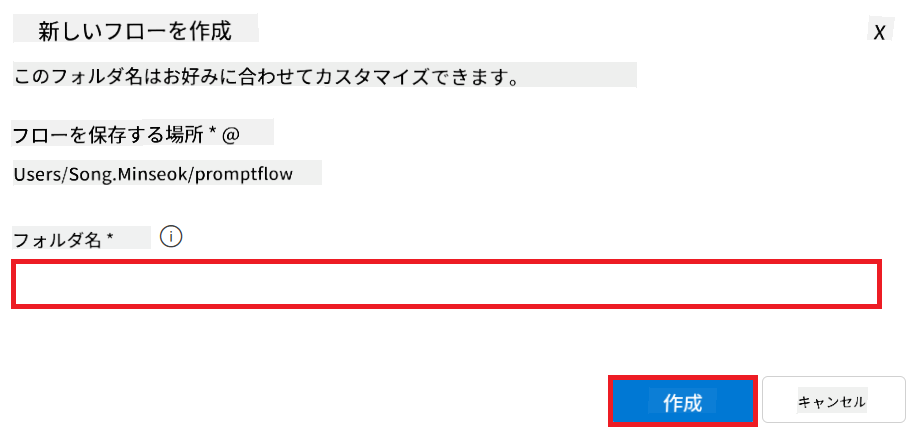 新しいフローを作成
X
このフォルダ名はお好みに合わせてカスタマイズできます。
フローを保存する場所 * @
Users/Song.Minseok/promptflow
フォルダ名 * i
作成
キャンセル